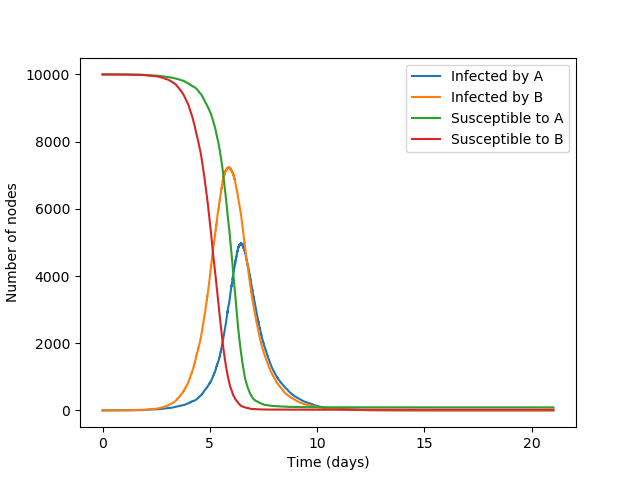 10000
8000
6000
4000
2000
0
Number of nodes
Infected by A
Infected by B
Susceptible to A
Susceptible to B
0 5 10 15 20
Time (days)